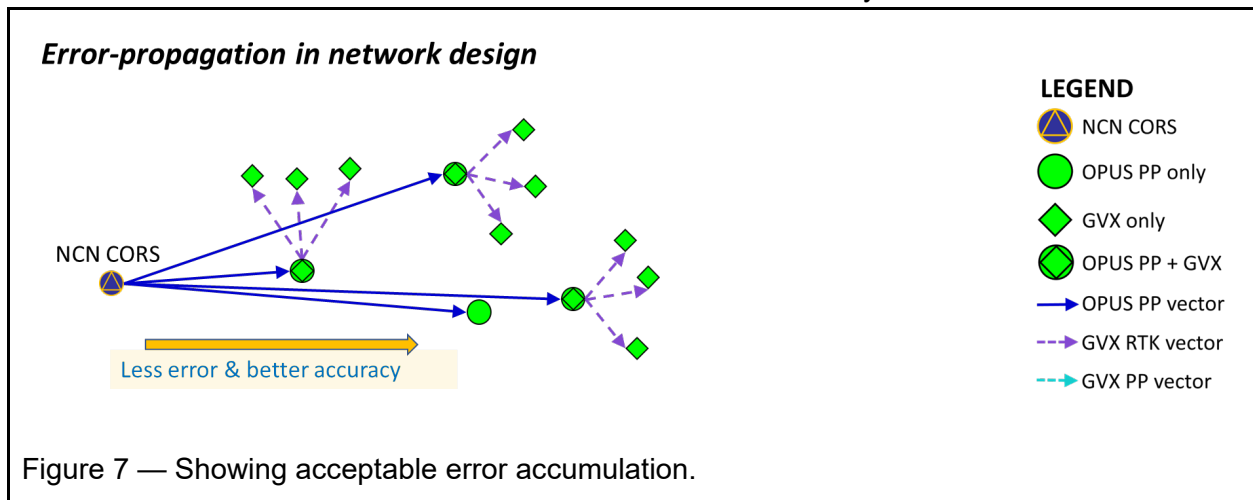 Error-propagation in network design
NCN CORS
Less error & better accuracy
LEGEND
NCN CORS
OPUS PP only
GVX only
OPUS PP + GVX
OPUS PP vector
GVX RTK vector
GVX PP vector
Figure 7 — Showing acceptable error accumulation.